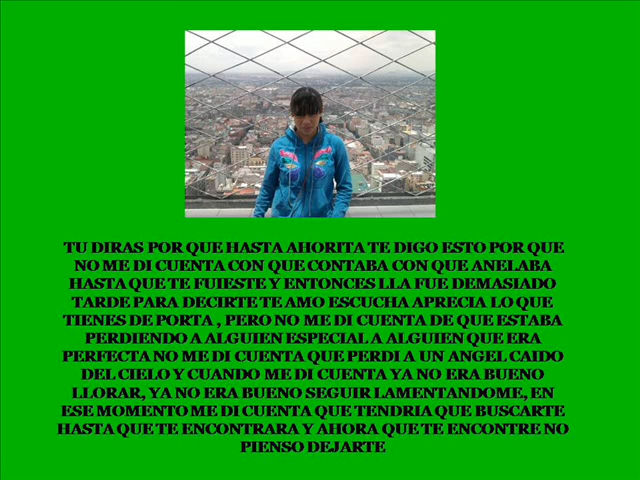 TU DIRAS POR QUE HASTA AHORITA TE DIGO ESTO POR QUE
NO ME DI CUENTA CON QUE CONTABA CON QUE ANELABA
HASTA QUE TE FUIESTE Y ENTONCES LLA FUE DEMASIADO
TARDE PARA DECIRTE TE AMO ESCUCHA APRECIA LO QUE
TIENES DE PORTA , PERO NO ME DI CUENTA DE QUE ESTABA
PERDIENDO A ALGUIEN ESPECIAL A ALGUIEN QUE ERA
PERFECTA NO ME DI CUENTA QUE PERDI A UN ANGEL CAIDO
DEL CIELO Y CUANDO ME DI CUENTA YA NO ERA BUENO
LLORAR, YA NO ERA BUENO SEGUIR LAMENTANDOME, EN
ESE MOMENTO ME DI CUENTA QUE TENDRIA QUE BUSCARTE
HASTA QUE TE ENCONTRARA Y AHORA QUE TE ENCONTRE NO
PIENSO DEJARTE